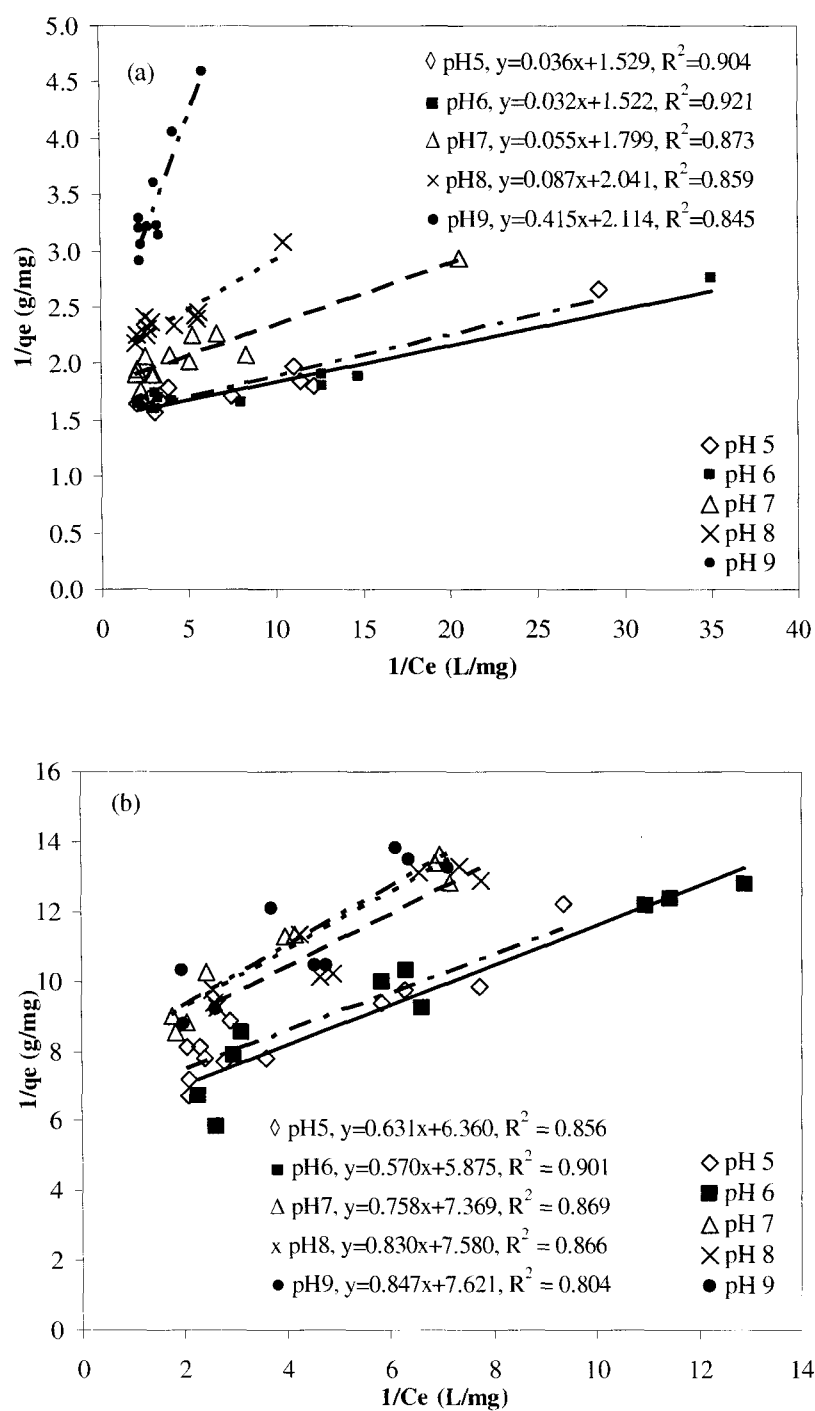 (a)
pH5, y=0.036x+1.529, R²=0.904
pH6, y=0.032x+1.522, R²=0.921
pH7, y=0.055x+1.799, R²=0.873
pH8, y=0.087x+2.041, R²=0.859
pH9, y=0.415x+2.114, R²=0.845
5.0
4.5
4.0
3.5
3.0
2.5
2.0
1.5
1.0
0.5
0.0
1/qe (g/mg)
pH 5
pH 6
pH 7
pH 8
pH 9
0 5 10 15 20 25 30 35 40
1/Ce (L/mg)
(b)
16
14
12
10
8
6
4
2
0
1/qe (g/mg)
pH5, y=0.631x+6.360, R² = 0.856
pH6, y=0.570x+5.875, R² = 0.901
pH7, y=0.758x+7.369, R² = 0.869
pH8, y=0.830x+7.580, R² = 0.866
pH9, y=0.847x+7.621, R² = 0.804
pH 5
pH 6
pH 7
pH 8
pH 9
0 2 4 6 8 10 12 14
1/Ce (L/mg)